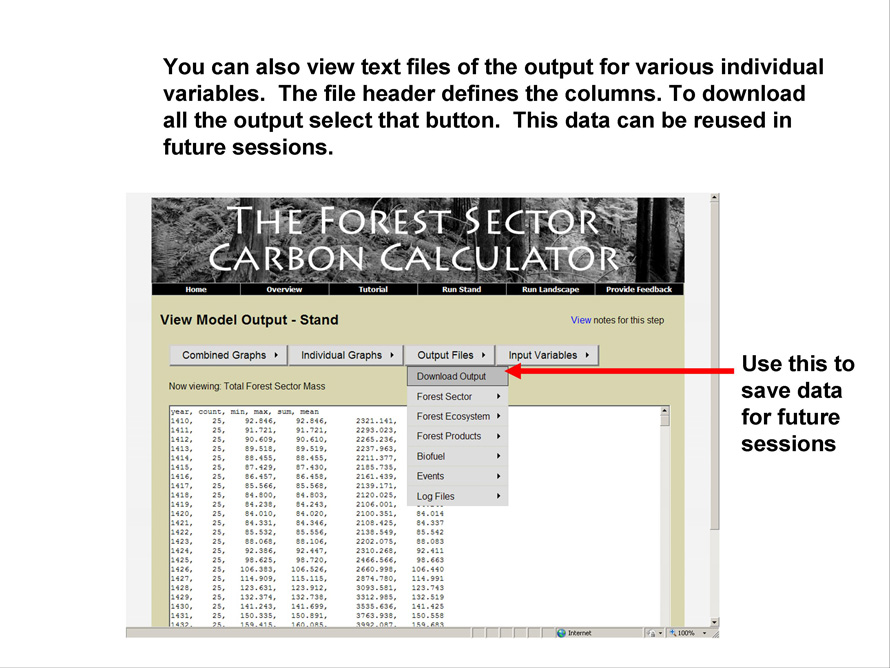 You can also view text files of the output for various individual
variables.  The file header defines the columns. To download
all the output select that button.  This data can be reused in
future sessions.
THE FOREST SECTOR
CARBON CALCULATOR
Home Overview Tutorial Run Stand Run Landscape Provide Feedback
View Model Output - Stand
View notes for this step
Combined Graphs Individual Graphs Output Files Input Variables
Download Output
Forest Sector
Forest Ecosystem
Forest Products
Biofuel
Events
Log Files
Now viewing: Total Forest Sector Mass
year, count, min, max, sum, mean
1410, 25, 92.846, 92.846, 2321.141,
1411, 25, 91.721, 91.721, 2293.023,
1412, 25, 90.609, 90.610, 2265.236,
1413, 25, 89.518, 89.519, 2237.963,
1414, 25, 88.455, 88.455, 2211.377,
1415, 25, 87.429, 87.430, 2185.735,
1416, 25, 86.457, 86.458, 2161.439,
1417, 25, 85.566, 85.568, 2139.171,
1418, 25, 84.800, 84.803, 2120.025,
1419, 25, 84.238, 84.243, 2106.001,
1420, 25, 84.010, 84.020, 2100.351, 84.014
1421, 25, 84.331, 84.346, 2108.425, 84.337
1422, 25, 85.532, 85.556, 2138.549, 85.542
1423, 25, 88.068, 88.106, 2202.075, 88.083
1424, 25, 92.386, 92.447, 2310.268, 92.411
1425, 25, 98.625, 98.720, 2466.566, 98.663
1426, 25, 106.383, 106.526, 2660.998, 106.440
1427, 25, 114.909, 115.115, 2874.780, 114.991
1428, 25, 123.631, 123.912, 3093.581, 123.743
1429, 25, 132.374, 132.738, 3312.985, 132.519
1430, 25, 141.243, 141.699, 3535.636, 141.425
1431, 25, 150.335, 150.891, 3763.938, 150.558
1432, 25, 159.415, 160.085, 3992.087, 159.683
Internet 100%
Use this to
save data
for future
sessions